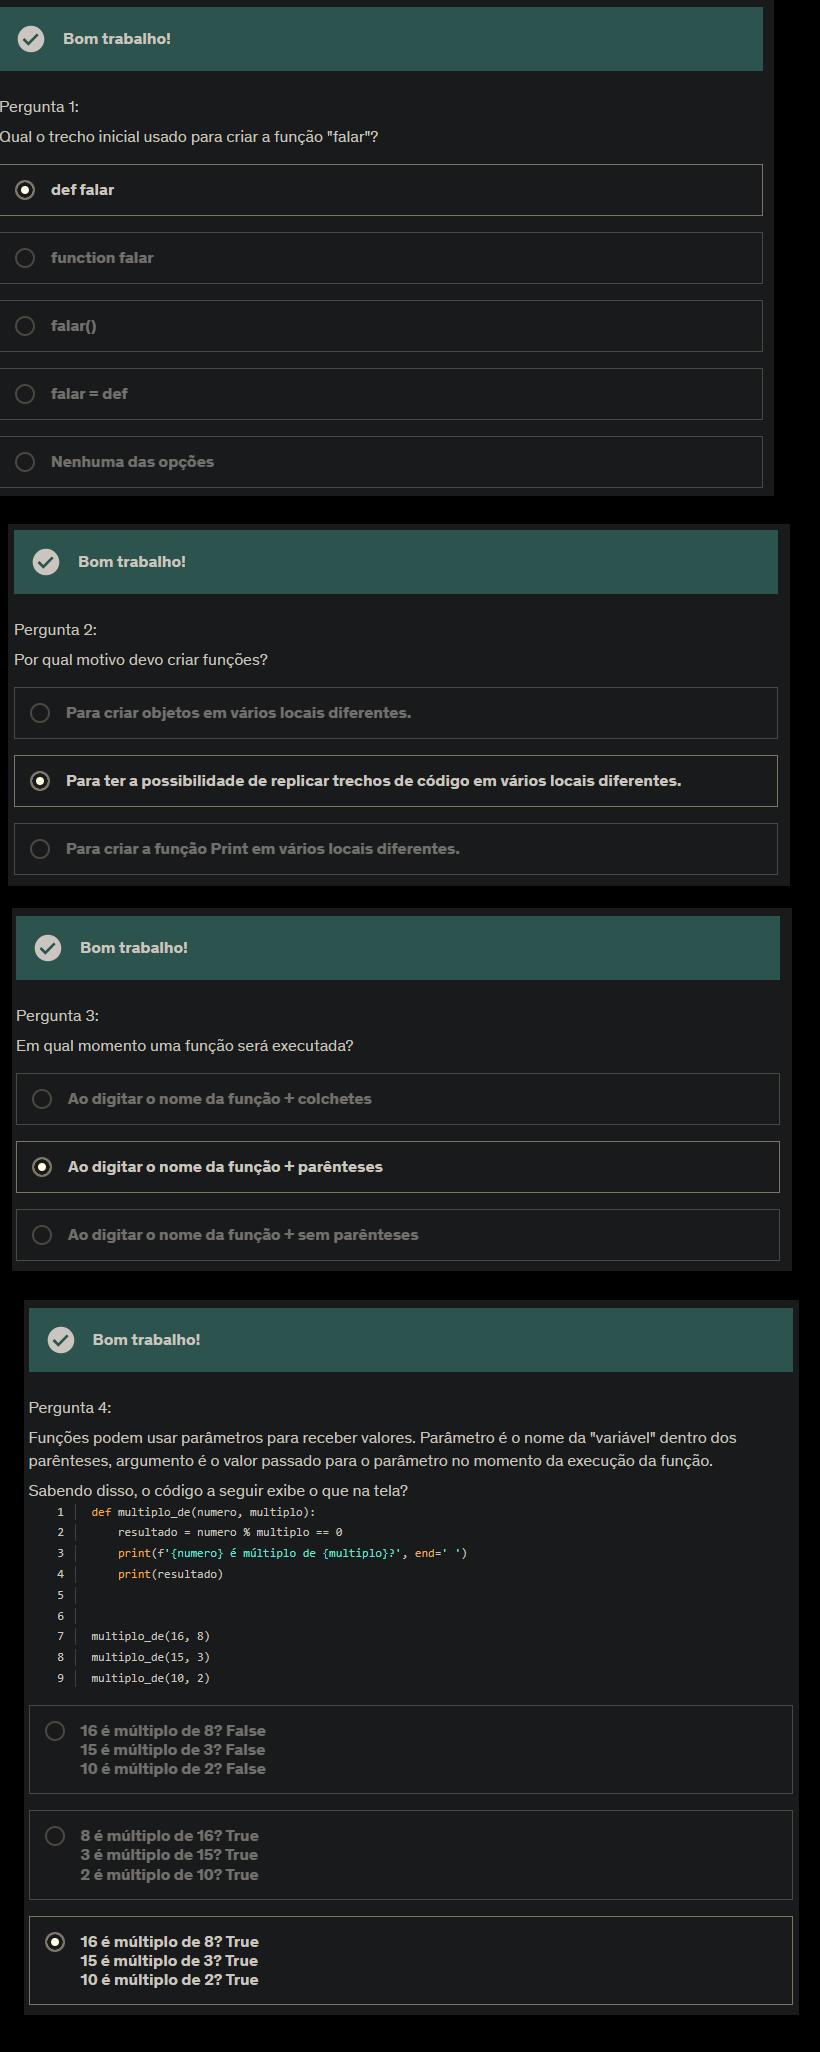 Bom trabalho!
Pergunta 1:
Qual o trecho inicial usado para criar a função "falar"?
def falar
function falar
falar()
falar = def
Nenhuma das opções
Bom trabalho!
Pergunta 2:
Por qual motivo devo criar funções?
Para criar objetos em vários locais diferentes.
Para ter a possibilidade de replicar trechos de código em vários locais diferentes.
Para criar a função Print em vários locais diferentes.
Bom trabalho!
Pergunta 3:
Em qual momento uma função será executada?
Ao digitar o nome da função + colchetes
Ao digitar o nome da função + parênteses
Ao digitar o nome da função + sem parênteses
Bom trabalho!
Pergunta 4:
Funções podem usar parâmetros para receber valores. Parâmetro é o nome da "variável" dentro dos
parênteses, argumento é o valor passado para o parâmetro no momento da execução da função.
Sabendo disso, o código a seguir exibe o que na tela?
1 def multiplo_de(numero, multiplo):
2     resultado = numero % multiplo == 0
3     print(f'{numero} é múltiplo de {multiplo}?', end=' ')
4     print(resultado)
5
6
7 multiplo_de(16, 8)
8 multiplo_de(15, 3)
9 multiplo_de(10, 2)
16 é múltiplo de 8? False
15 é múltiplo de 3? False
10 é múltiplo de 2? False
8 é múltiplo de 16? True
3 é múltiplo de 15? True
2 é múltiplo de 10? True
16 é múltiplo de 8? True
15 é múltiplo de 3? True
10 é múltiplo de 2? True